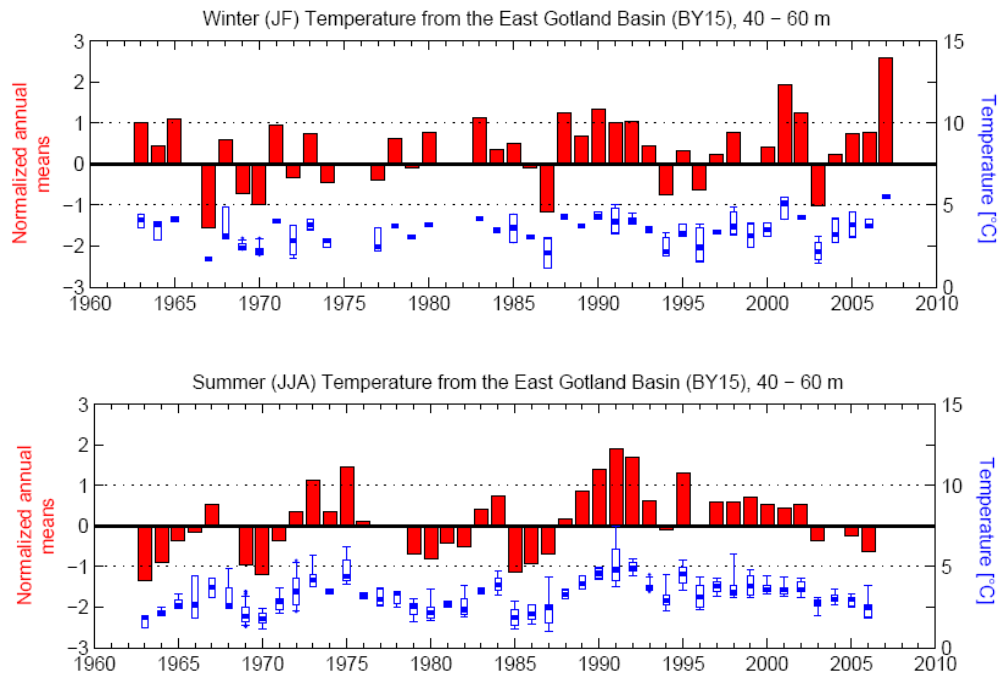 Winter (JF) Temperature from the East Gotland Basin (BY15), 40 − 60 m
Normalized annual
means
3
2
1
0
−1
−2
−3
15
10
5
0
Temperature [°C]
1960 1965 1970 1975 1980 1985 1990 1995 2000 2005 2010
Summer (JJA) Temperature from the East Gotland Basin (BY15), 40 − 60 m
Normalized annual
means
3
2
1
0
−1
−2
−3
15
10
5
0
Temperature [°C]
1960 1965 1970 1975 1980 1985 1990 1995 2000 2005 2010